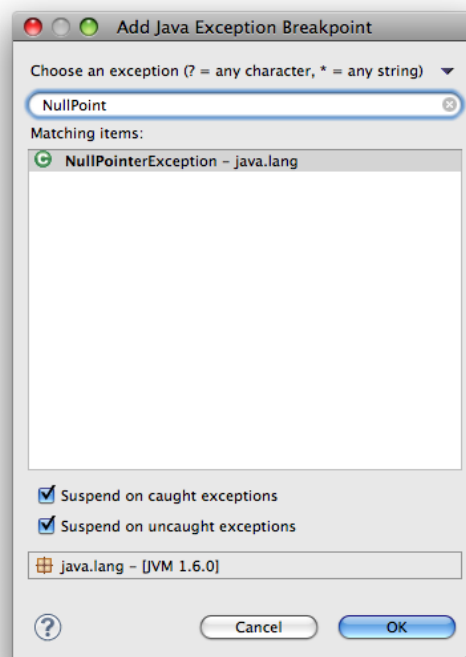 Add Java Exception Breakpoint
Choose an exception (? = any character, * = any string)
NullPoint
Matching items:
C NullPointerException – java.lang
Suspend on caught exceptions
Suspend on uncaught exceptions
java.lang – [JVM 1.6.0]
? Cancel OK